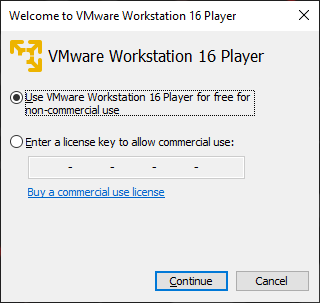 Welcome to VMware Workstation 16 Player
VMware Workstation 16 Player
Use VMware Workstation 16 Player for free for
non-commercial use
Enter a license key to allow commercial use:
- - - -
Buy a commercial use license
Continue Cancel